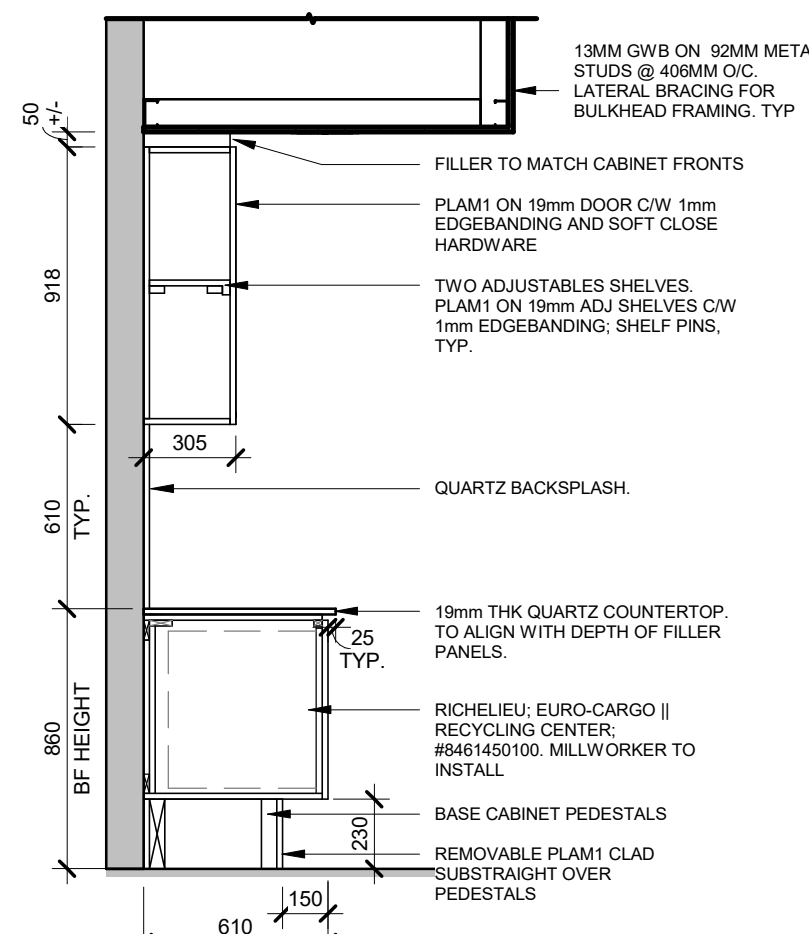 13MM GWB ON 92MM META
STUDS @ 406MM O/C.
LATERAL BRACING FOR
BULKHEAD FRAMING. TYP
50
+/-
FILLER TO MATCH CABINET FRONTS
PLAM1 ON 19mm DOOR C/W 1mm
EDGEBANDING AND SOFT CLOSE
HARDWARE
918
TWO ADJUSTABLES SHELVES.
PLAM1 ON 19mm ADJ SHELVES C/W
1mm EDGEBANDING; SHELF PINS,
TYP.
305
610
TYP.
QUARTZ BACKSPLASH.
19mm THK QUARTZ COUNTERTOP.
TO ALIGN WITH DEPTH OF FILLER
PANELS.
25
TYP.
860
BF HEIGHT
RICHELIEU; EURO-CARGO ||
RECYCLING CENTER;
#8461450100. MILLWORKER TO
INSTALL
BASE CABINET PEDESTALS
230
REMOVABLE PLAM1 CLAD
SUBSTRAIGHT OVER
PEDESTALS
150
610